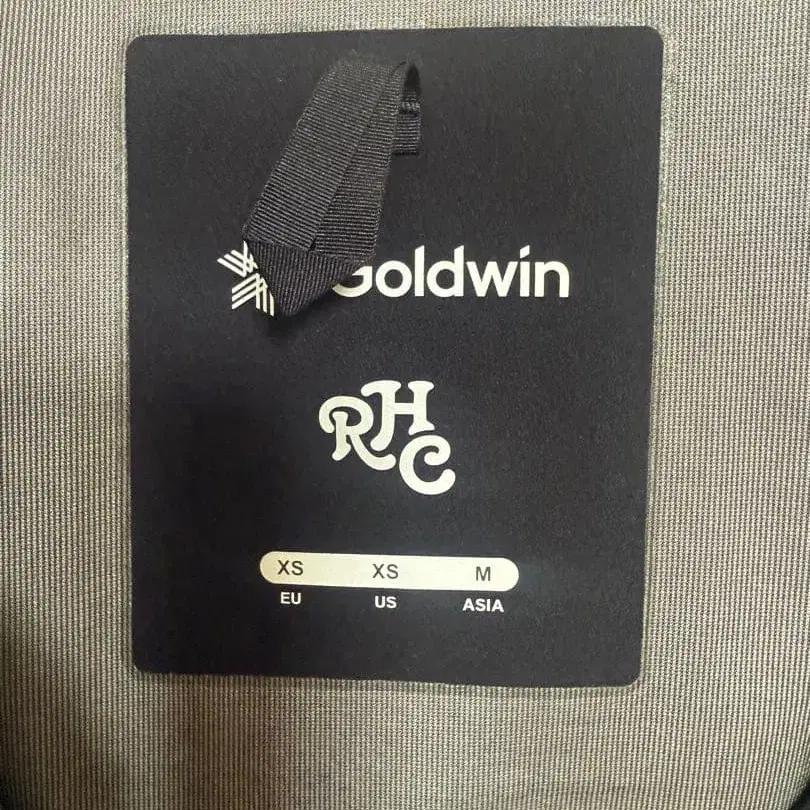 Goldwin
RHC
XS XS M
EU US ASIA